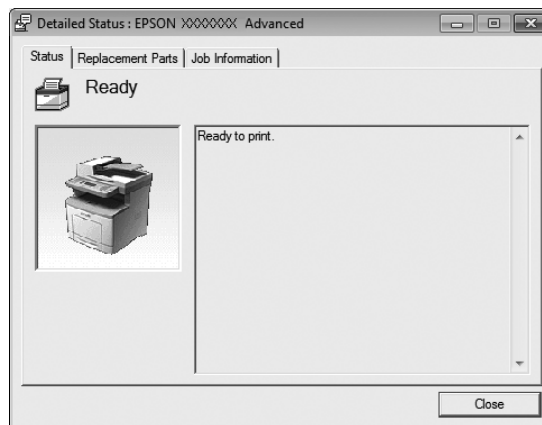 Detailed Status : EPSON XXXXXXX Advanced
Status Replacement Parts Job Information
Ready
Ready to print.
Close